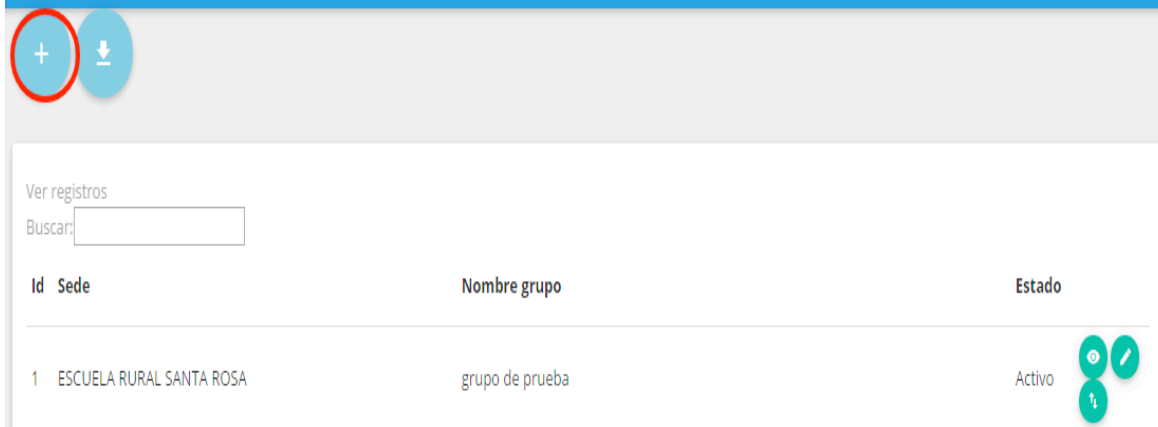 Ver registros
Buscar:
Id Sede Nombre grupo Estado
1 ESCUELA RURAL SANTA ROSA grupo de prueba Activo